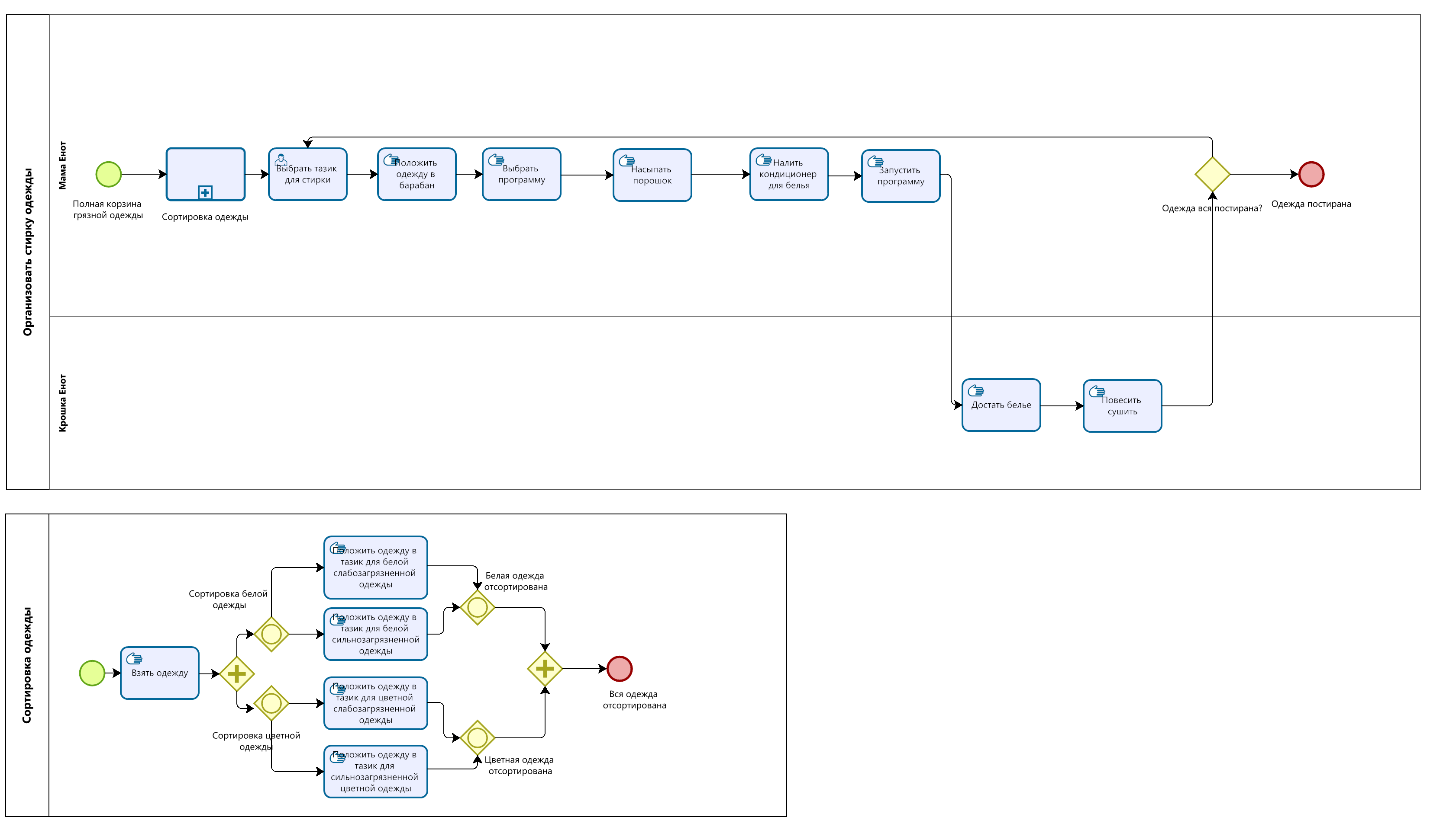 Организовать стирку одежды
Мама Енот
Полная корзина
грязной одежды
Сортировка одежды
Выбрать тазик
для стирки
Положить
одежду в
барабан
Выбрать
программу
Насыпать
порошок
Налить
кондиционер
для белья
Запустить
программу
Одежда вся постирана?
Одежда постирана
Крошка Енот
Достать белье
Повесить
сушить
Сортировка одежды
Взять одежду
Сортировка белой
одежды
Сортировка цветной
одежды
Положить одежду в
тазик для белой
слабозагрязненной
одежды
Положить одежду в
тазик для белой
сильнозагрязненной
одежды
Положить одежду в
тазик для цветной
слабозагрязненной
одежды
Положить одежду в
тазик для
сильнозагрязненной
цветной одежды
Белая одежда
отсортирована
Цветная одежда
отсортирована
Вся одежда
отсортирована